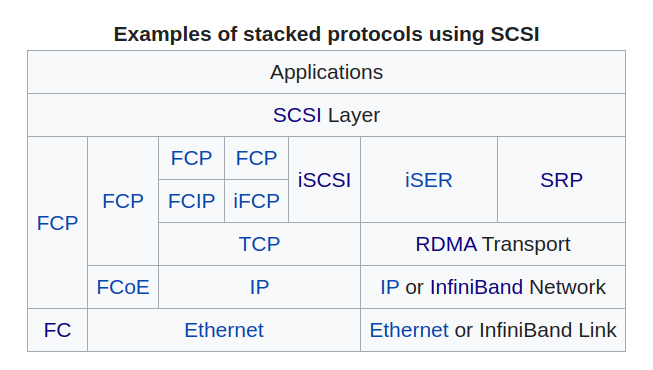 Examples of stacked protocols using SCSI
Applications
SCSI Layer
FCP
FCP
FCP
FCP
iSCSI
iSER
SRP
FCIP
iFCP
TCP
RDMA Transport
FCoE
IP
IP or InfiniBand Network
FC
Ethernet
Ethernet or InfiniBand Link